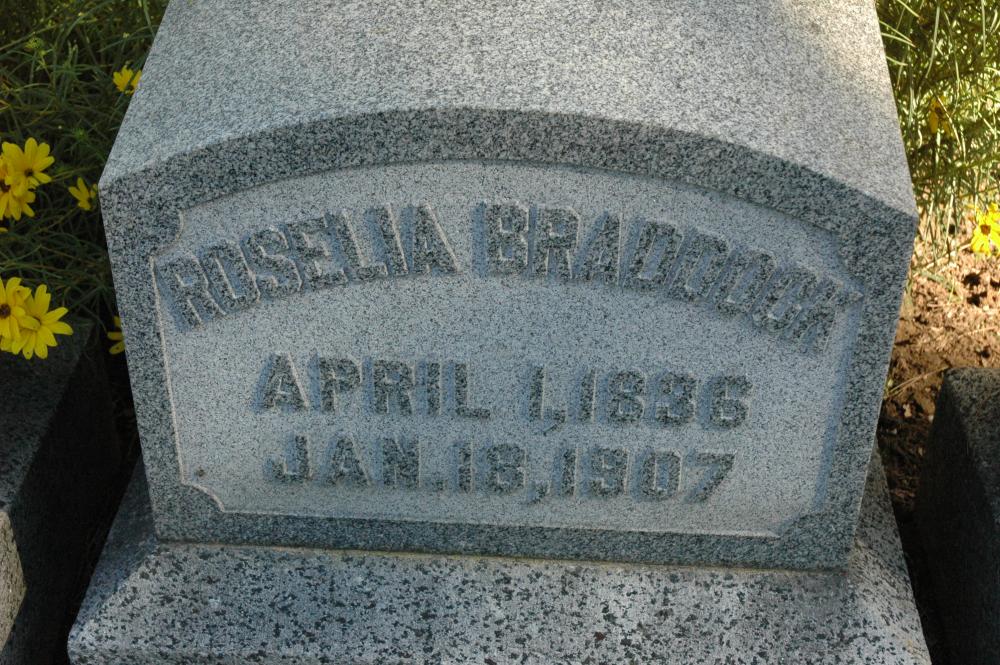 ROSELIA BRADDOCK
APRIL 1, 1836
JAN. 18, 1907